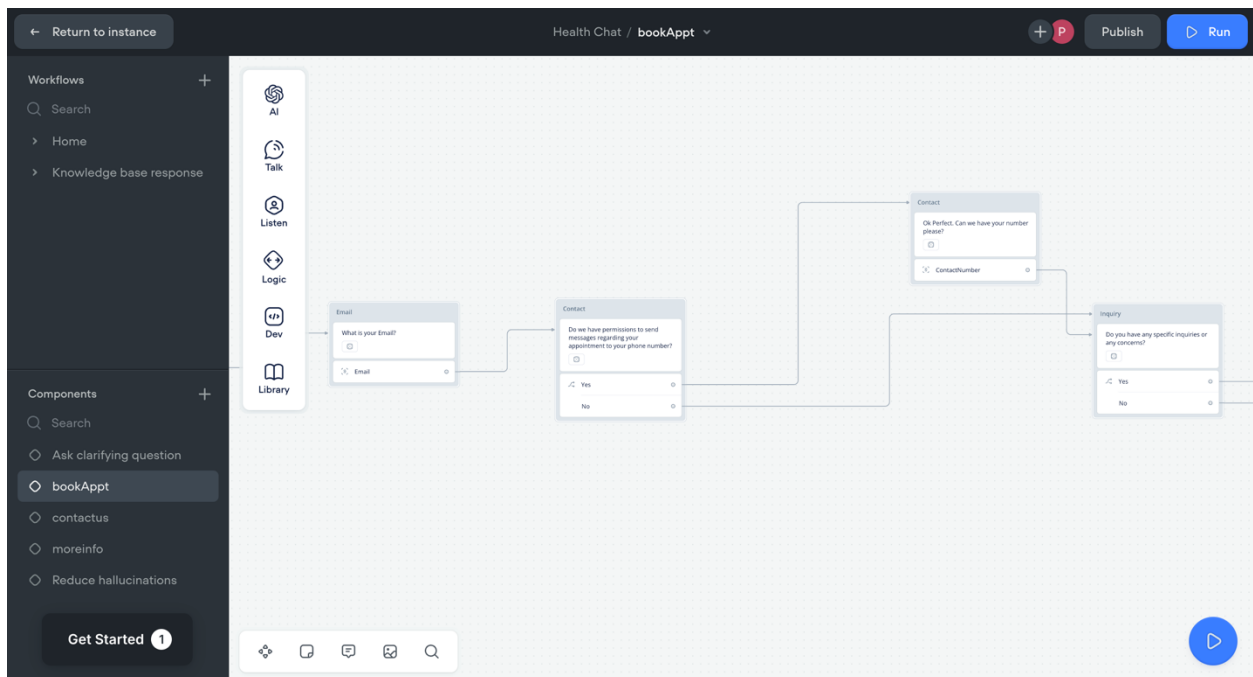 ← Return to instance
Health Chat / bookAppt
+ P
Publish
Run
Workflows +
Search
Home
Knowledge base response
Components +
Search
Ask clarifying question
bookAppt
contactus
moreinfo
Reduce hallucinations
Get Started 1
AI
Talk
Listen
Logic
Dev
Library
Email
What is your Email?
Email
Contact
Do we have permissions to send
messages regarding your
appointment to your phone number?
Yes
No
Contact
Ok Perfect. Can we have your number
please?
ContactNumber
Inquiry
Do you have any specific inquiries or
any concerns?
Yes
No